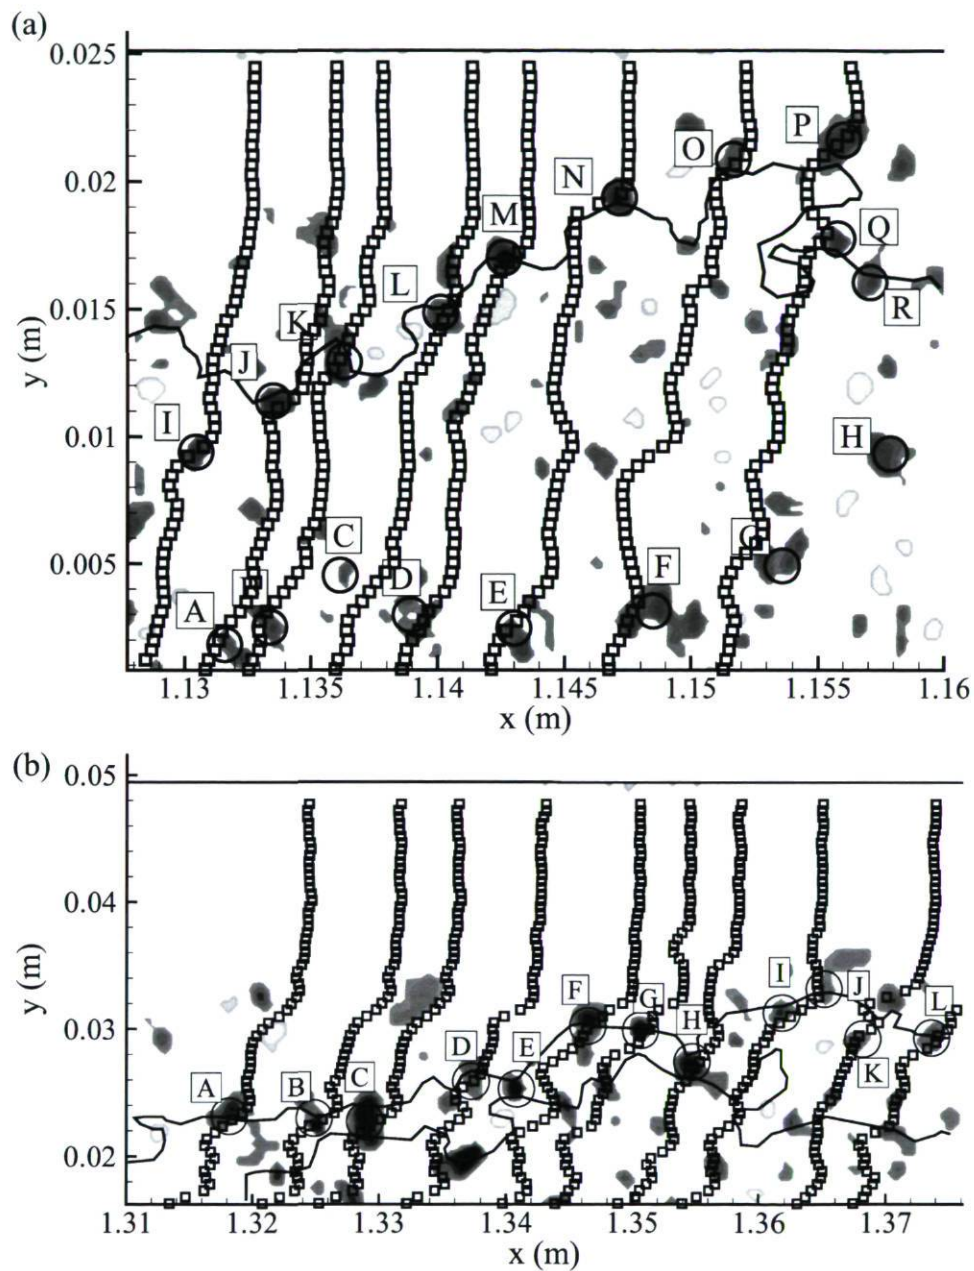 (a)
0.025
0.02
0.015
0.01
0.005
y (m)
P
O
N
M
Q
L
R
K
J
I
H
C
G
D
F
E
A
1.13
1.135
1.14
1.145
1.15
1.155
1.16
x (m)
(b)
0.05
0.04
0.03
0.02
y (m)
I
J
F
G
L
H
D
E
K
A
B
C
1.31
1.32
1.33
1.34
1.35
1.36
1.37
x (m)